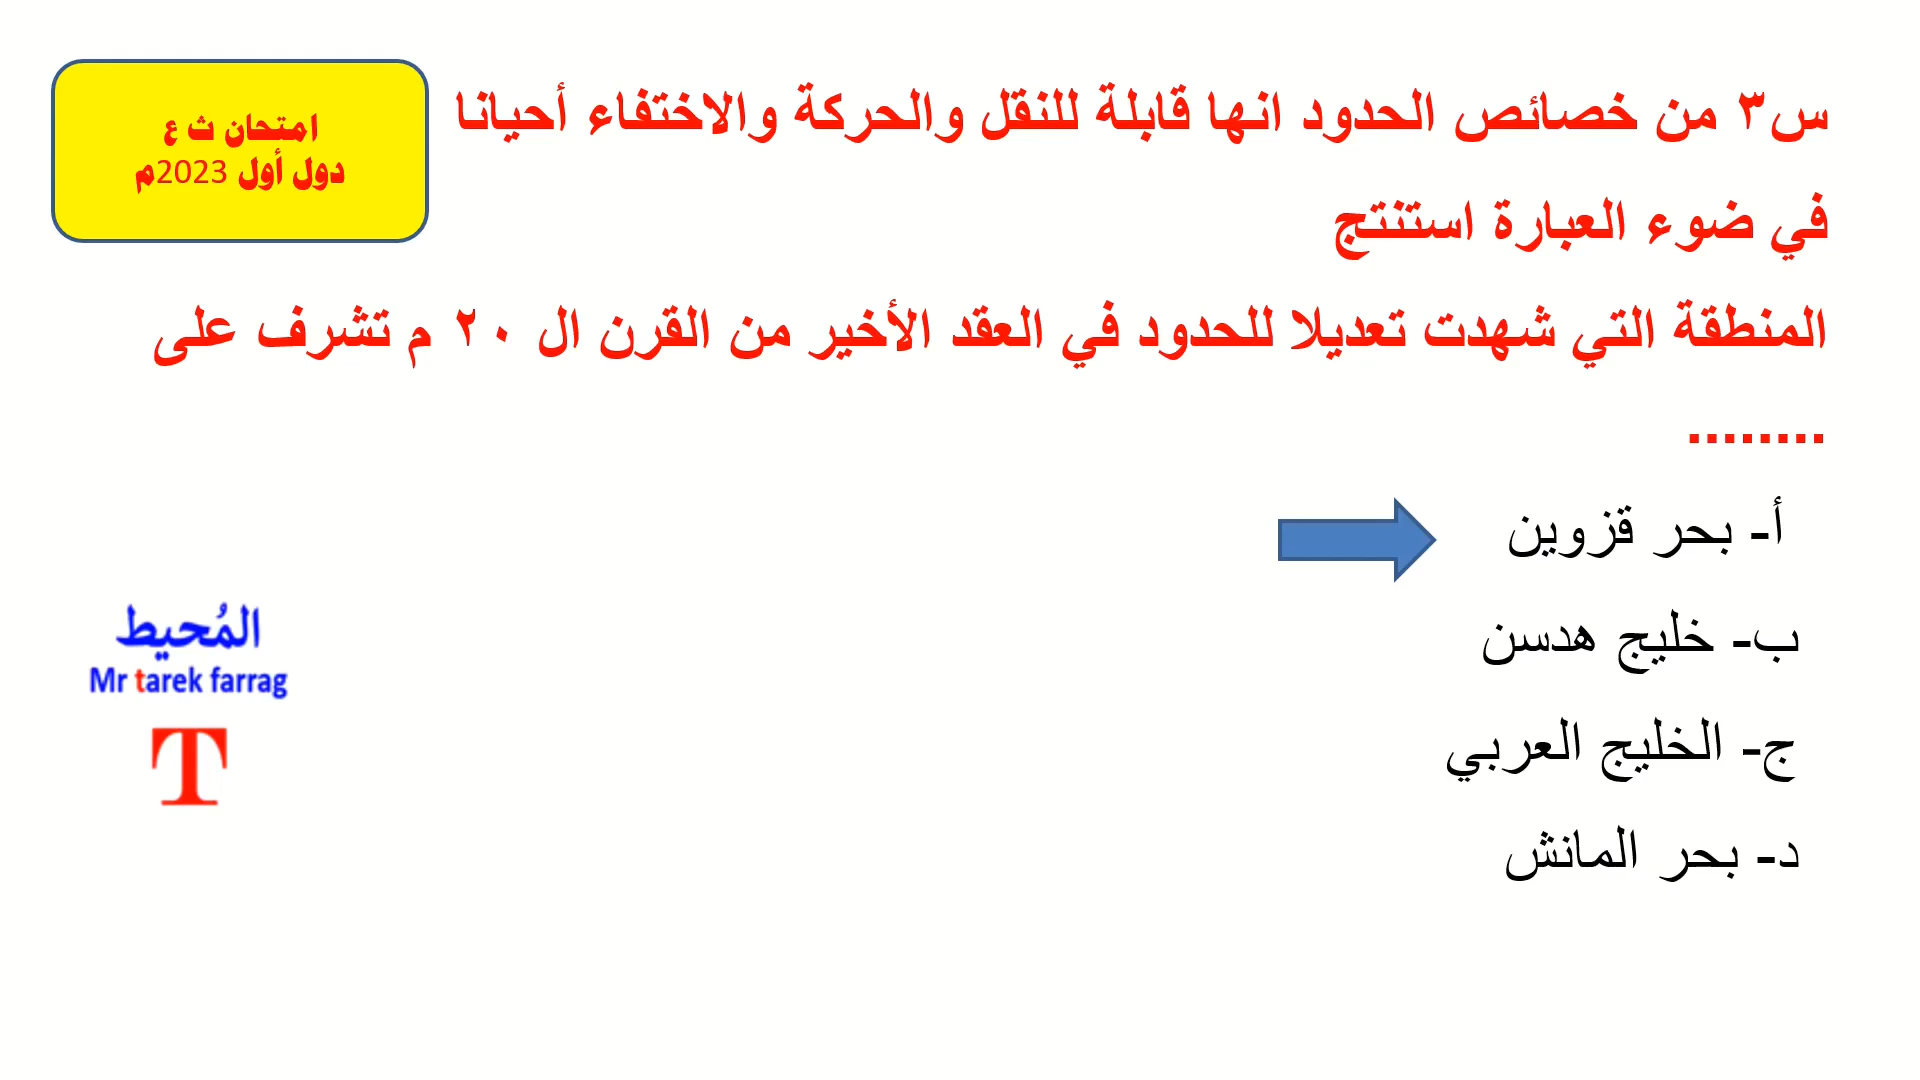 امتحان ث ع
دول أول 2023م
س٣ من خصائص الحدود انها قابلة للنقل والحركة والاختفاء أحيانا
في ضوء العبارة استنتج
المنطقة التي شهدت تعديلا للحدود في العقد الأخير من القرن ال ٢٠ م تشرف على
........
أ- بحر قزوين
ب- خليج هدسن
ج- الخليج العربي
د- بحر المانش
المُحيط
Mr tarek farrag
T